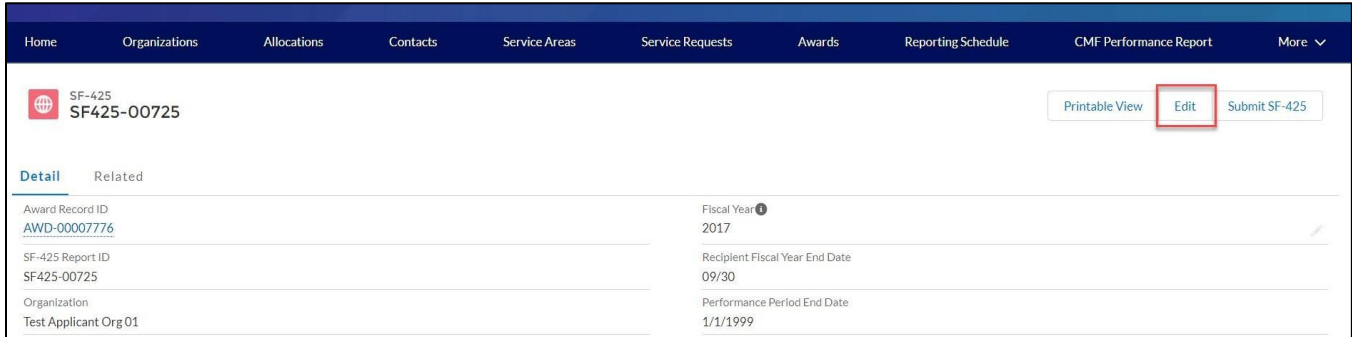 Home Organizations Allocations Contacts Service Areas Service Requests Awards Reporting Schedule CMF Performance Report More
SF-425
SF425-00725
Printable View Edit Submit SF-425
Detail Related
Award Record ID
AWD-00007776
Fiscal Year
2017
SF-425 Report ID
SF425-00725
Recipient Fiscal Year End Date
09/30
Organization
Test Applicant Org 01
Performance Period End Date
1/1/1999